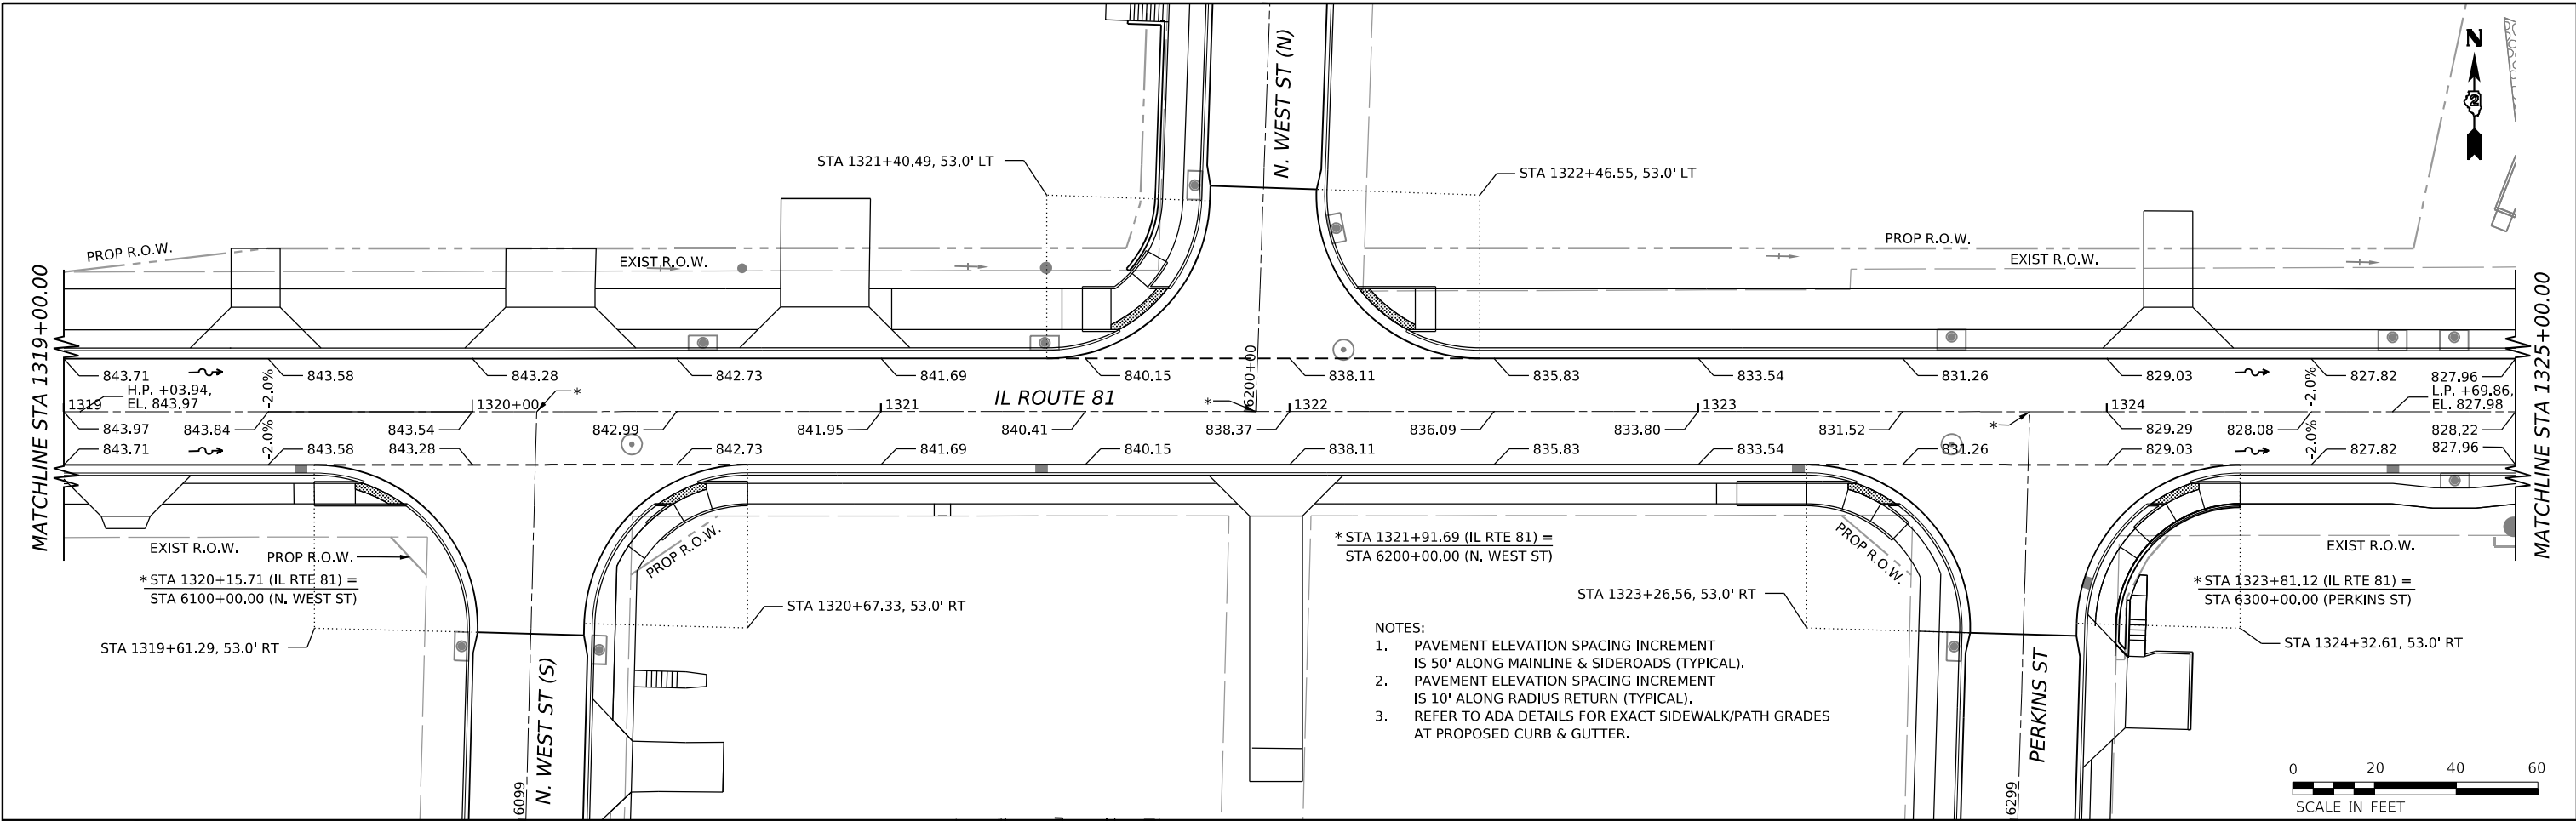 N. WEST ST (N)
N
2
STA 1321+40.49, 53.0' LT
STA 1322+46.55, 53.0' LT
PROP R.O.W.
EXIST R.O.W.
PROP R.O.W.
EXIST R.O.W.
MATCHLINE STA 1319+00.00
MATCHLINE STA 1325+00.00
843.71
-2.0%
843.58
843.28
842.73
841.69
840.15
6200+00
838.11
835.83
833.54
831.26
829.03
-2.0%
827.82
827.96
H.P. +03.94,
EL. 843.97
L.P. +69.86,
EL. 827.98
1319
1320+00
*
1321
IL ROUTE 81
*
1322
1323
*
1324
843.97
843.84
843.54
842.99
841.95
840.41
838.37
836.09
833.80
831.52
829.29
828.08
828.22
843.71
-2.0%
843.58
843.28
842.73
841.69
840.15
838.11
835.83
833.54
831.26
829.03
-2.0%
827.82
827.96
EXIST R.O.W.
PROP R.O.W.
PROP R.O.W.
PROP R.O.W.
EXIST R.O.W.
* STA 1320+15.71 (IL RTE 81) =
STA 6100+00.00 (N. WEST ST)
* STA 1321+91.69 (IL RTE 81) =
STA 6200+00.00 (N. WEST ST)
* STA 1323+81.12 (IL RTE 81) =
STA 6300+00.00 (PERKINS ST)
STA 1319+61.29, 53.0' RT
STA 1320+67.33, 53.0' RT
STA 1323+26.56, 53.0' RT
STA 1324+32.61, 53.0' RT
NOTES:
1. PAVEMENT ELEVATION SPACING INCREMENT
IS 50' ALONG MAINLINE & SIDEROADS (TYPICAL).
2. PAVEMENT ELEVATION SPACING INCREMENT
IS 10' ALONG RADIUS RETURN (TYPICAL).
3. REFER TO ADA DETAILS FOR EXACT SIDEWALK/PATH GRADES
AT PROPOSED CURB & GUTTER.
6099
N. WEST ST (S)
6299
PERKINS ST
0 20 40 60
SCALE IN FEET